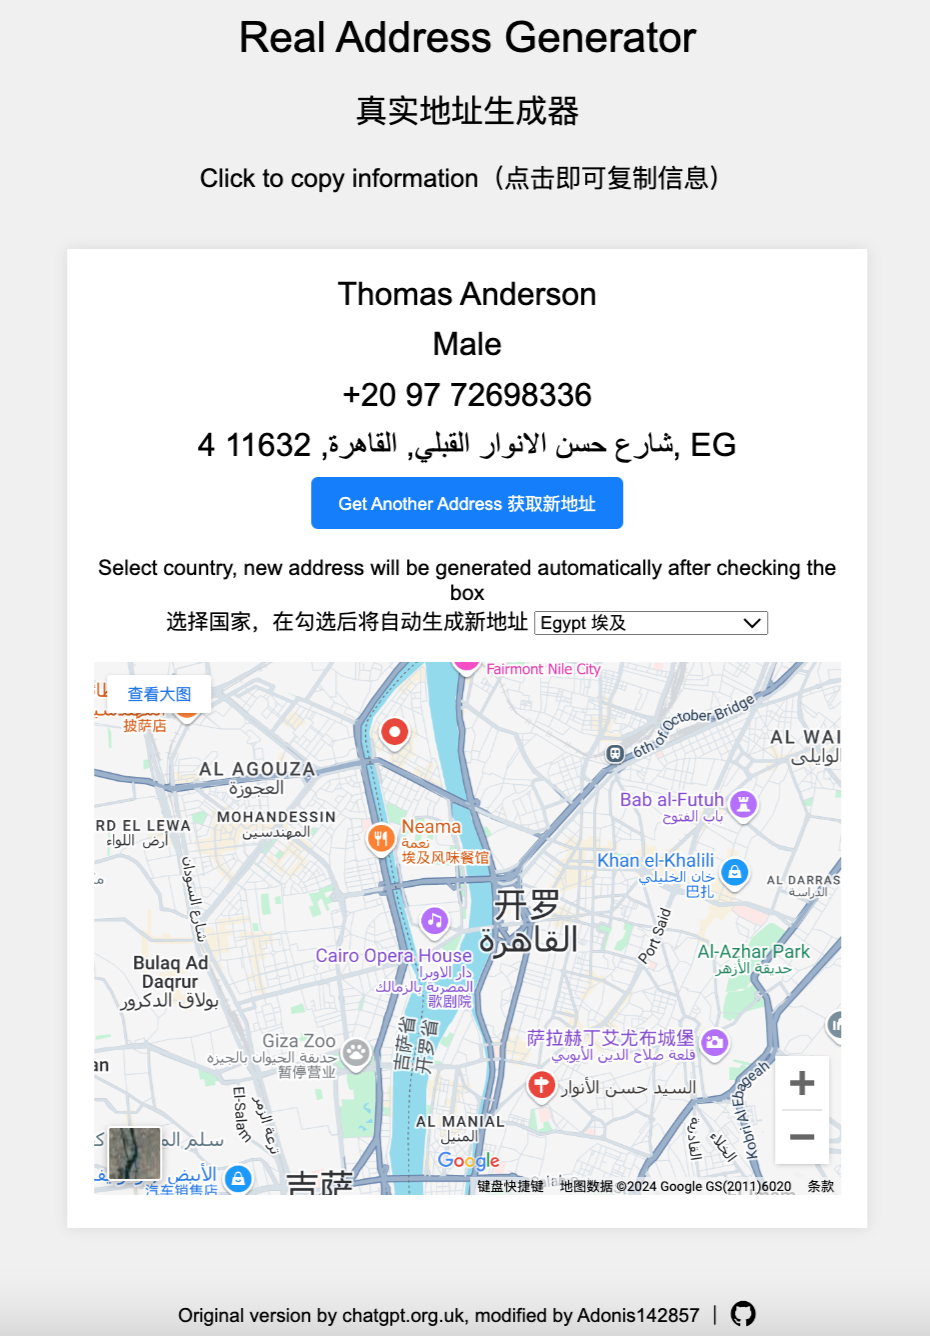 Real Address Generator
真实地址生成器
Click to copy information（点击即可复制信息）
Thomas Anderson
Male
+20 97 72698336
4 شارع حسن الانوار القبلي, القاهرة, 11632, EG
Get Another Address 获取新地址
Select country, new address will be generated automatically after checking the
box
选择国家，在勾选后将自动生成新地址 Egypt 埃及
Fairmont Nile City
查看大图
披萨店
6th of October Bridge
AL WAI
الوايلي
AL AGOUZA
العجوزة
MOHANDESSIN
المهندسين
RD EL LEWA
أرض اللواء
Bab al-Futuh
باب الفتوح
Neama
نعمة
埃及风味餐馆
Khan el-Khalili
خان الخليلي
巴扎
AL DARRAS
الدراسة
شارع السودان
开罗
القاهرة
Port Said
Cairo Opera House
دار الاوبرا
المصرية بالزمالك
歌剧院
Al-Azhar Park
حديقة الأزهر
Bulaq Ad
Daqrur
بولاق الدكرور
吉萨省
开罗省
Giza Zoo
حديقة الحيوان بالجيزة
暂停营业
萨拉赫丁艾尤布城堡
قلعة صلاح الدين الأيوبي
an
السيد حسن الأنوار
El-Salam
ترعة الزمر
Kobri Al Ebageah
AL MANIAL
المنيل
القادرية
الخلاء
Google
الأبيض
汽车销售店
吉萨
键盘快捷键
地图数据 ©2024 Google GS(2011)6020
条款
Original version by chatgpt.org.uk, modified by Adonis142857 |